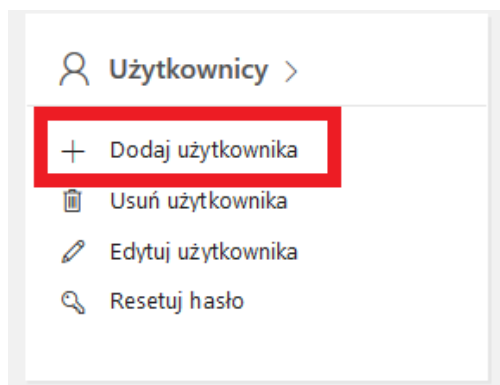 Użytkownicy >
Dodaj użytkownika
Usuń użytkownika
Edytuj użytkownika
Resetuj hasło